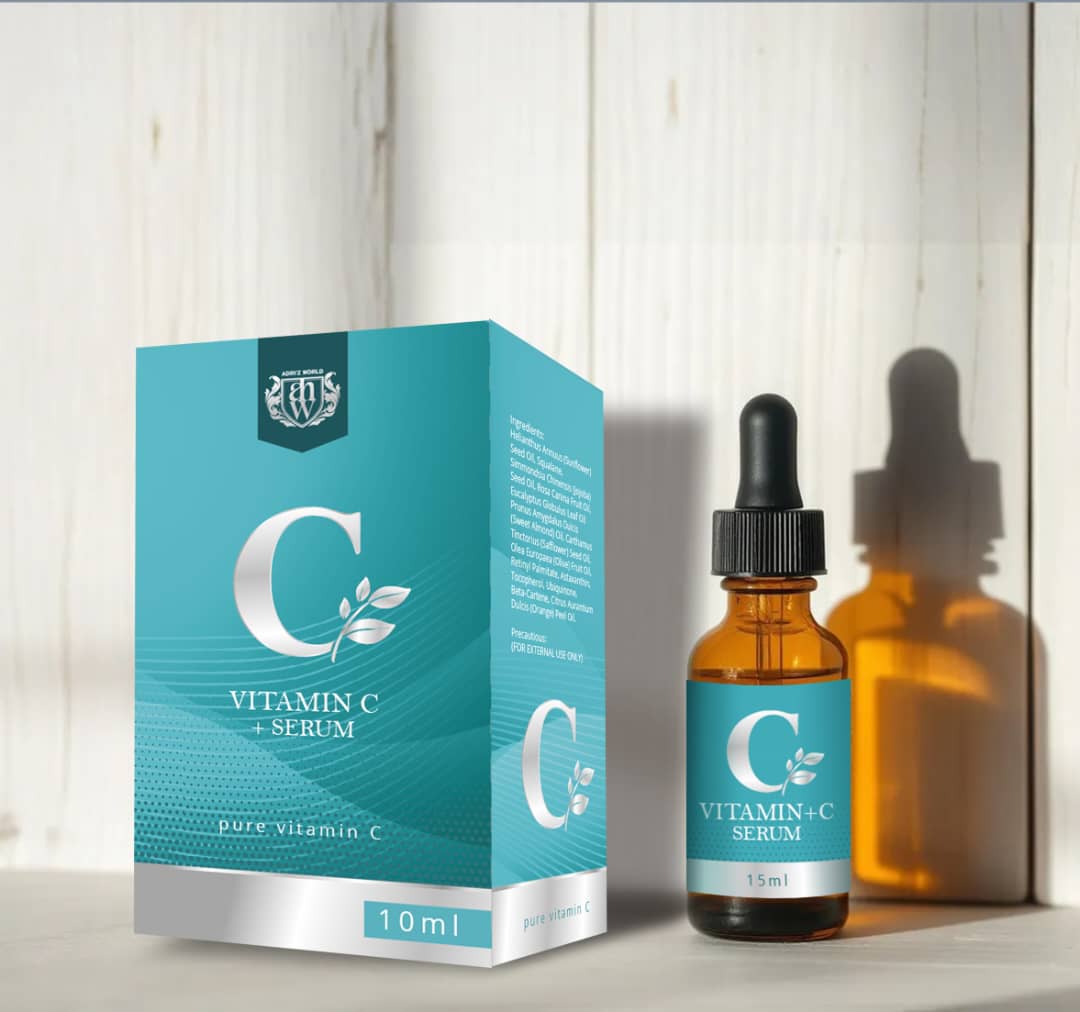 ADRI'Z WORLD
ahW
C
VITAMIN C
+ SERUM
pure vitamin C
10ml
Ingredients:
Helianthus Annuus (Sunflower)
Seed Oil, Squalane,
Simmondsia Chinensis (Jojoba)
Seed Oil, Rosa Canina Fruit Oil,
Eucalyptus Globulus Leaf Oil
Prunus Amygdalus Dulcis
(Sweet Almond) Oil, Carthamus
Tinctorius (Safflower) Seed Oil,
Olea Europaea (Olive) Fruit Oil,
Retinyl Palmitate, Astaxanthin,
Tocopherol, Ubiquinone,
Citrus Aurantium
Dulcis (Orange) Peel Oil,
Precautious:
(FOR EXTERNAL USE ONLY)
C
pure vitamin C
C
VITAMIN+C
SERUM
15ml